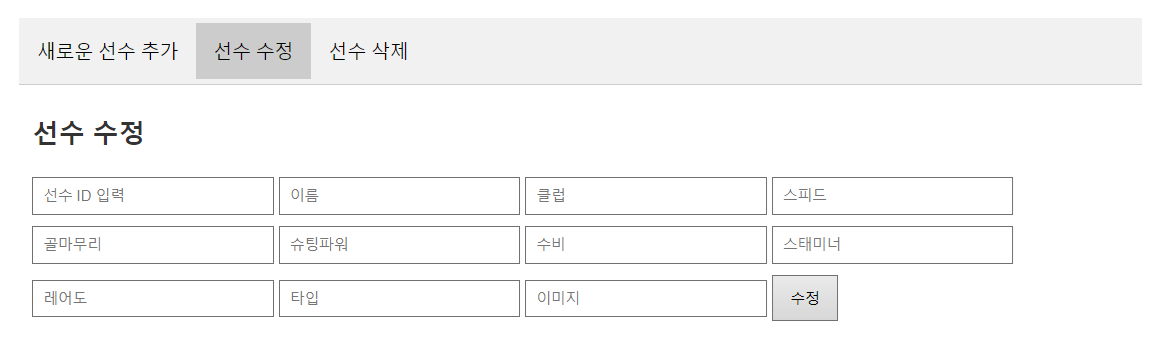 새로운 선수 추가 선수 수정 선수 삭제
선수 수정
선수 ID 입력 이름 클럽 스피드
골마무리 슈팅파워 수비 스태미너
레어도 타입 이미지 수정